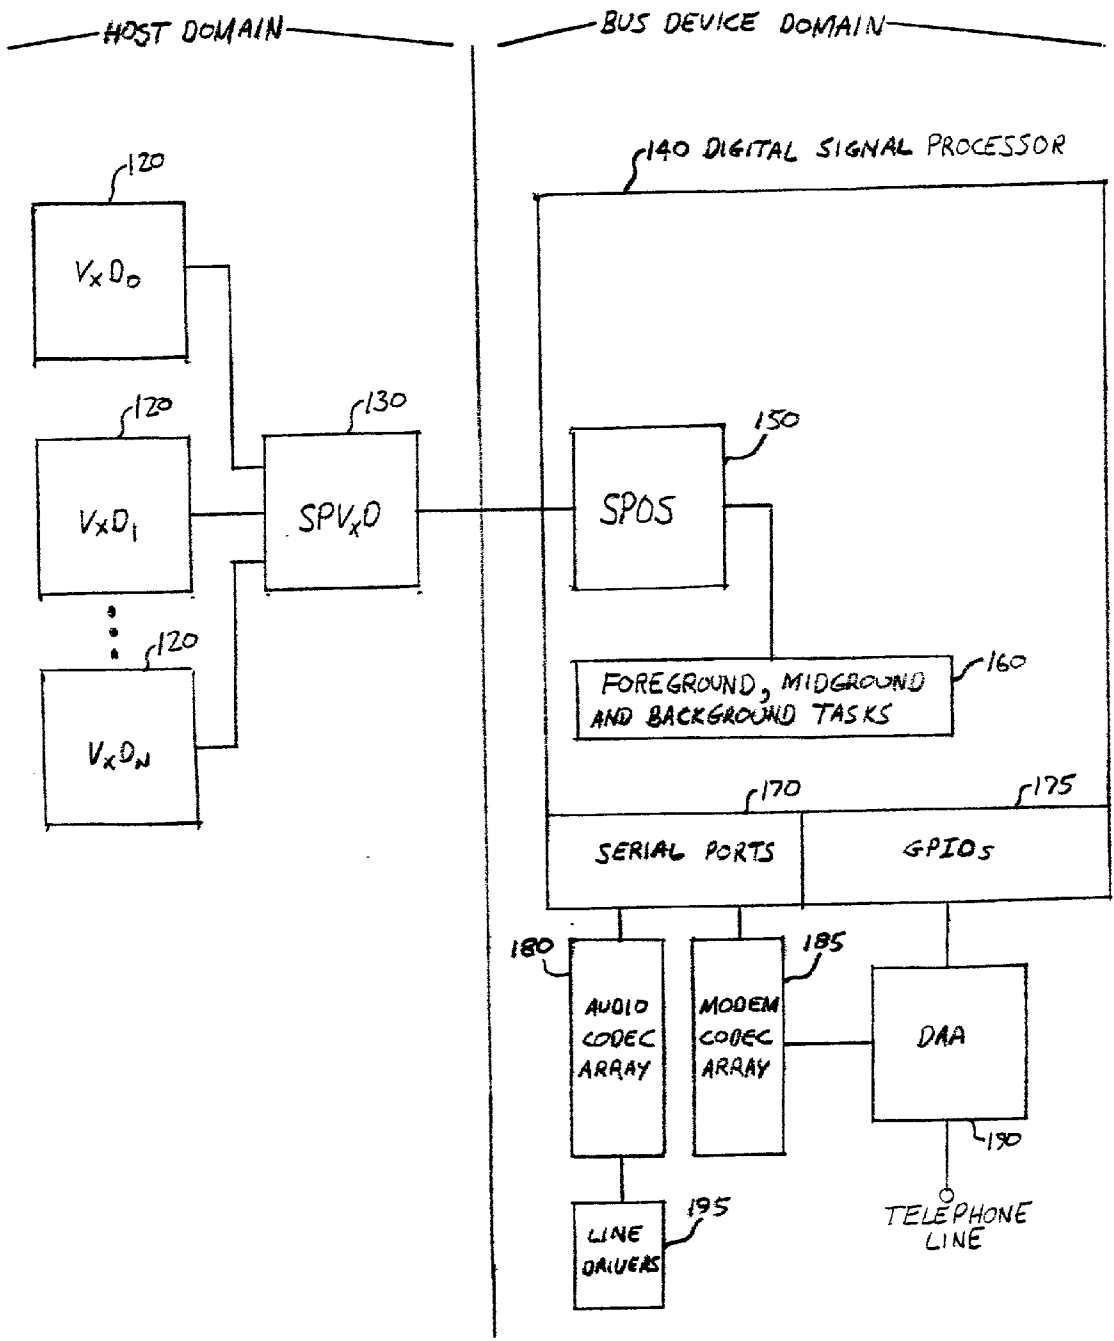 HOST DOMAIN
BUS DEVICE DOMAIN
140 DIGITAL SIGNAL PROCESSOR
120
VxD0
120
VxD1
130
SPVxD
150
SPOS
120
VxDN
160
FOREGROUND, MIDGROUND
AND BACKGROUND TASKS
170
175
SERIAL PORTS
GPIOs
180
185
AUDIO
CODEC
ARRAY
MODEM
CODEC
ARRAY
DAA
190
195
LINE
DRIVERS
TELEPHONE
LINE